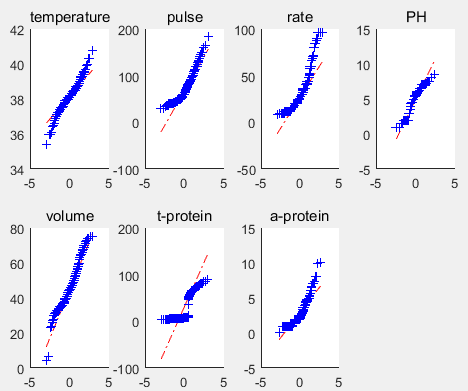 temperature pulse rate PH
42 200 100 15
40 10
38 100 50
36 0 0 5
34 -100 -50 0
-5
-5 0 5 -5 0 5 -5 0 5 -5 0 5
volume t-protein a-protein
80 200 15
60 100 10
40 5
20 0 0
0 -100 -5
-5 0 5 -5 0 5 -5 0 5